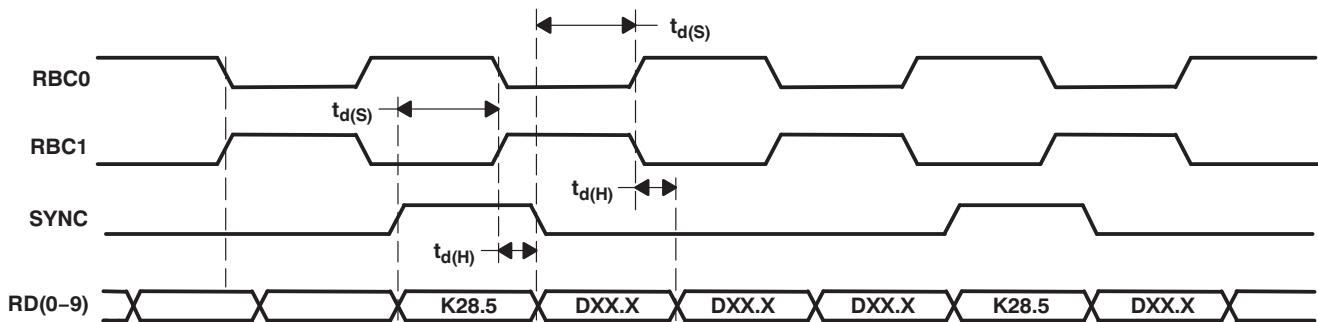 t_d(S)
RBC0
t_d(S)
RBC1
t_d(H)
SYNC
t_d(H)
RD(0–9) K28.5 DXX.X DXX.X DXX.X K28.5 DXX.X